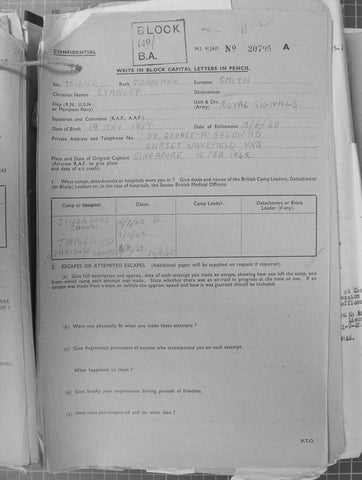 BLOCK
No/
B.A.
CONFIDENTIAL
M.I. 9/JAP/ No 20795 A
WRITE IN BLOCK CAPITAL LETTERS IN PENCIL
No. Rank SIGNALMAN Surname SMITH
Christian Names STANLEY Decorations
Ship (R.N., U.S.N. or Merchant Navy) Unit & Div. (Army) ROYAL SIGNALS
Squadron and Command (R.A.F., A.A.F.)
Date of Birth 19 MAY 1917 Date of Enlistment 40
Private Address and Telephone No. 53, GEORGE-A-GREEN RD
LUPSET WAKEFIELD YKS
Place and Date of Original Capture SINGAPORE 15 FEB 1942
(Aircrew R.A.F. to give place
and date of a/c crash).
1. What camps, detachments or hospitals were you in? Give dates and names of the British Camp Leaders, Detachment
or Block, Leaders or, in the case of hospitals, the Senior British Medical Officers.
Camp or Hospital. Dates. Camp Leader. Detachment or Block Leader (if any).
SINGAPORE
CHANGI
THAILAND
VARIOUS
2. ESCAPES OR ATTEMPTED ESCAPES. (Additional paper will be supplied on request if required).
(a) Give full description and approx. date of each attempt you made to escape, showing how you left the camp, and
from which camp each attempt was made. State whether there was an air-raid in progress at the time or not. If an
escape was made from a train or vehicle the approx. speed and how it was guarded should be included.
(b) Were you physically fit when you made these attempts?
(c) Give Regimental particulars of anyone who accompanied you on each attempt.
What happened to them?
(d) Give briefly your experiences during periods of freedom.
(e) How were you recaptured and on what date?
P.T.O.